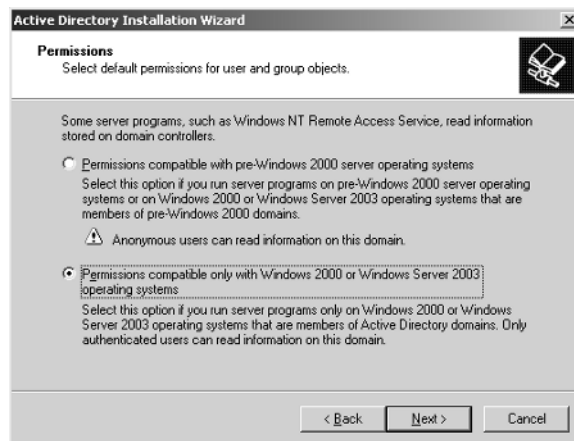 Active Directory Installation Wizard
Permissions
Select default permissions for user and group objects.
Some server programs, such as Windows NT Remote Access Service, read information
stored on domain controllers.
Permissions compatible with pre-Windows 2000 server operating systems
Select this option if you run server programs on pre-Windows 2000 server operating
systems or on Windows 2000 or Windows Server 2003 operating systems that are
members of pre-Windows 2000 domains.
Anonymous users can read information on this domain.
Permissions compatible only with Windows 2000 or Windows Server 2003
operating systems
Select this option if you run server programs only on Windows 2000 or Windows
Server 2003 operating systems that are members of Active Directory domains. Only
authenticated users can read information on this domain.
< Back Next > Cancel